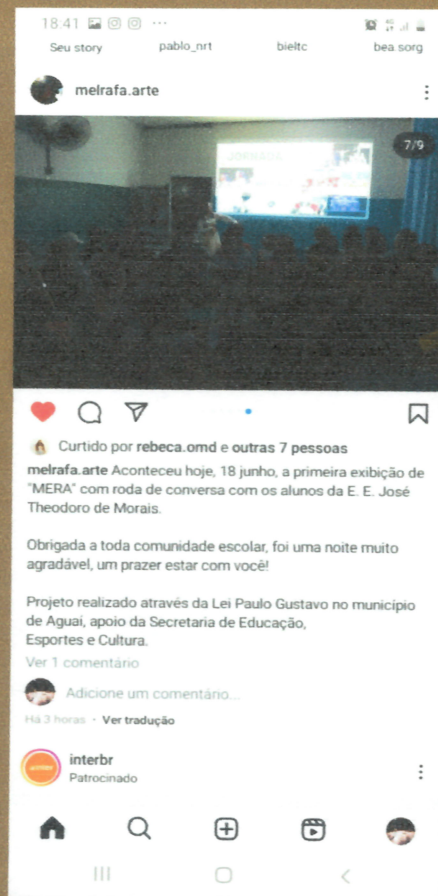 18:41
Seu story pablo_nrt bieltc bea sorg
melrafa.arte
7/9
JORNADA
Curtido por rebeca.omd e outras 7 pessoas
melrafa.arte Aconteceu hoje, 18 junho, a primeira exibição de
"MERA" com roda de conversa com os alunos da E. E. José
Theodoro de Morais.
Obrigada a toda comunidade escolar, foi uma noite muito
agradável, um prazer estar com você!
Projeto realizado através da Lei Paulo Gustavo no município
de Aguaí, apoio da Secretaria de Educação,
Esportes e Cultura.
Ver 1 comentário
Adicione um comentário...
Há 3 horas · Ver tradução
interbr
Patrocinado